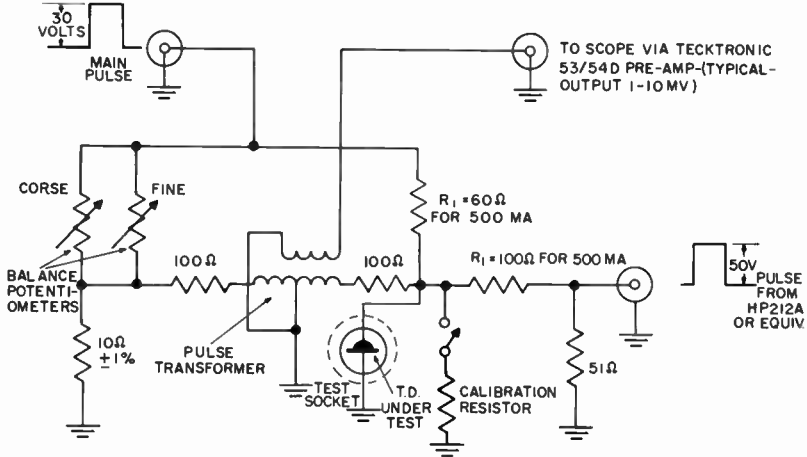 30
VOLTS
MAIN
PULSE
TO SCOPE VIA TECKTRONIC
53/54D PRE-AMP-(TYPICAL-
OUTPUT 1-10MV)
CORSE
FINE
R1=60Ω
FOR 500 MA
100Ω
100Ω
R1=100Ω FOR 500MA
50V
PULSE
FROM
HP212A
OR EQUIV.
BALANCE
POTENTI-
OMETERS
10Ω
±1%
PULSE
TRANSFORMER
TEST
SOCKET
T.D.
UNDER
TEST
CALIBRATION
RESISTOR
51Ω